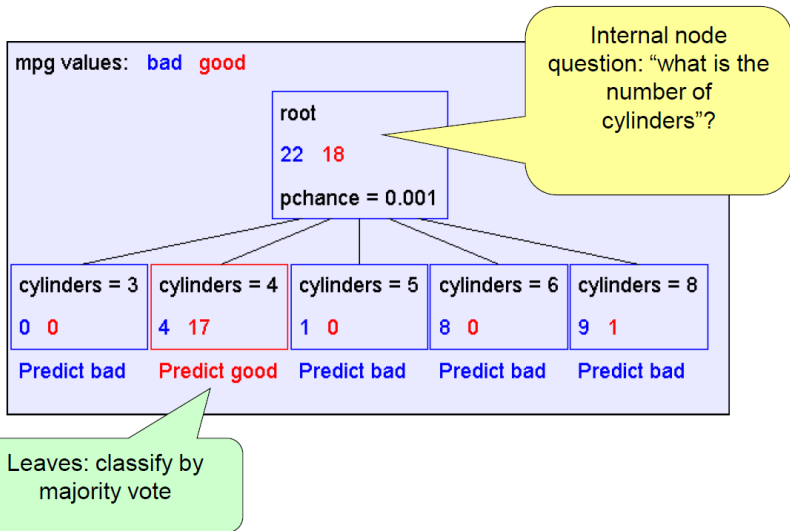 Internal node
question: “what is the
number of
cylinders”?
mpg values: bad good
root
22 18
pchance = 0.001
cylinders = 3
0 0
Predict bad
cylinders = 4
4 17
Predict good
cylinders = 5
1 0
Predict bad
cylinders = 6
8 0
Predict bad
cylinders = 8
9 1
Predict bad
Leaves: classify by
majority vote